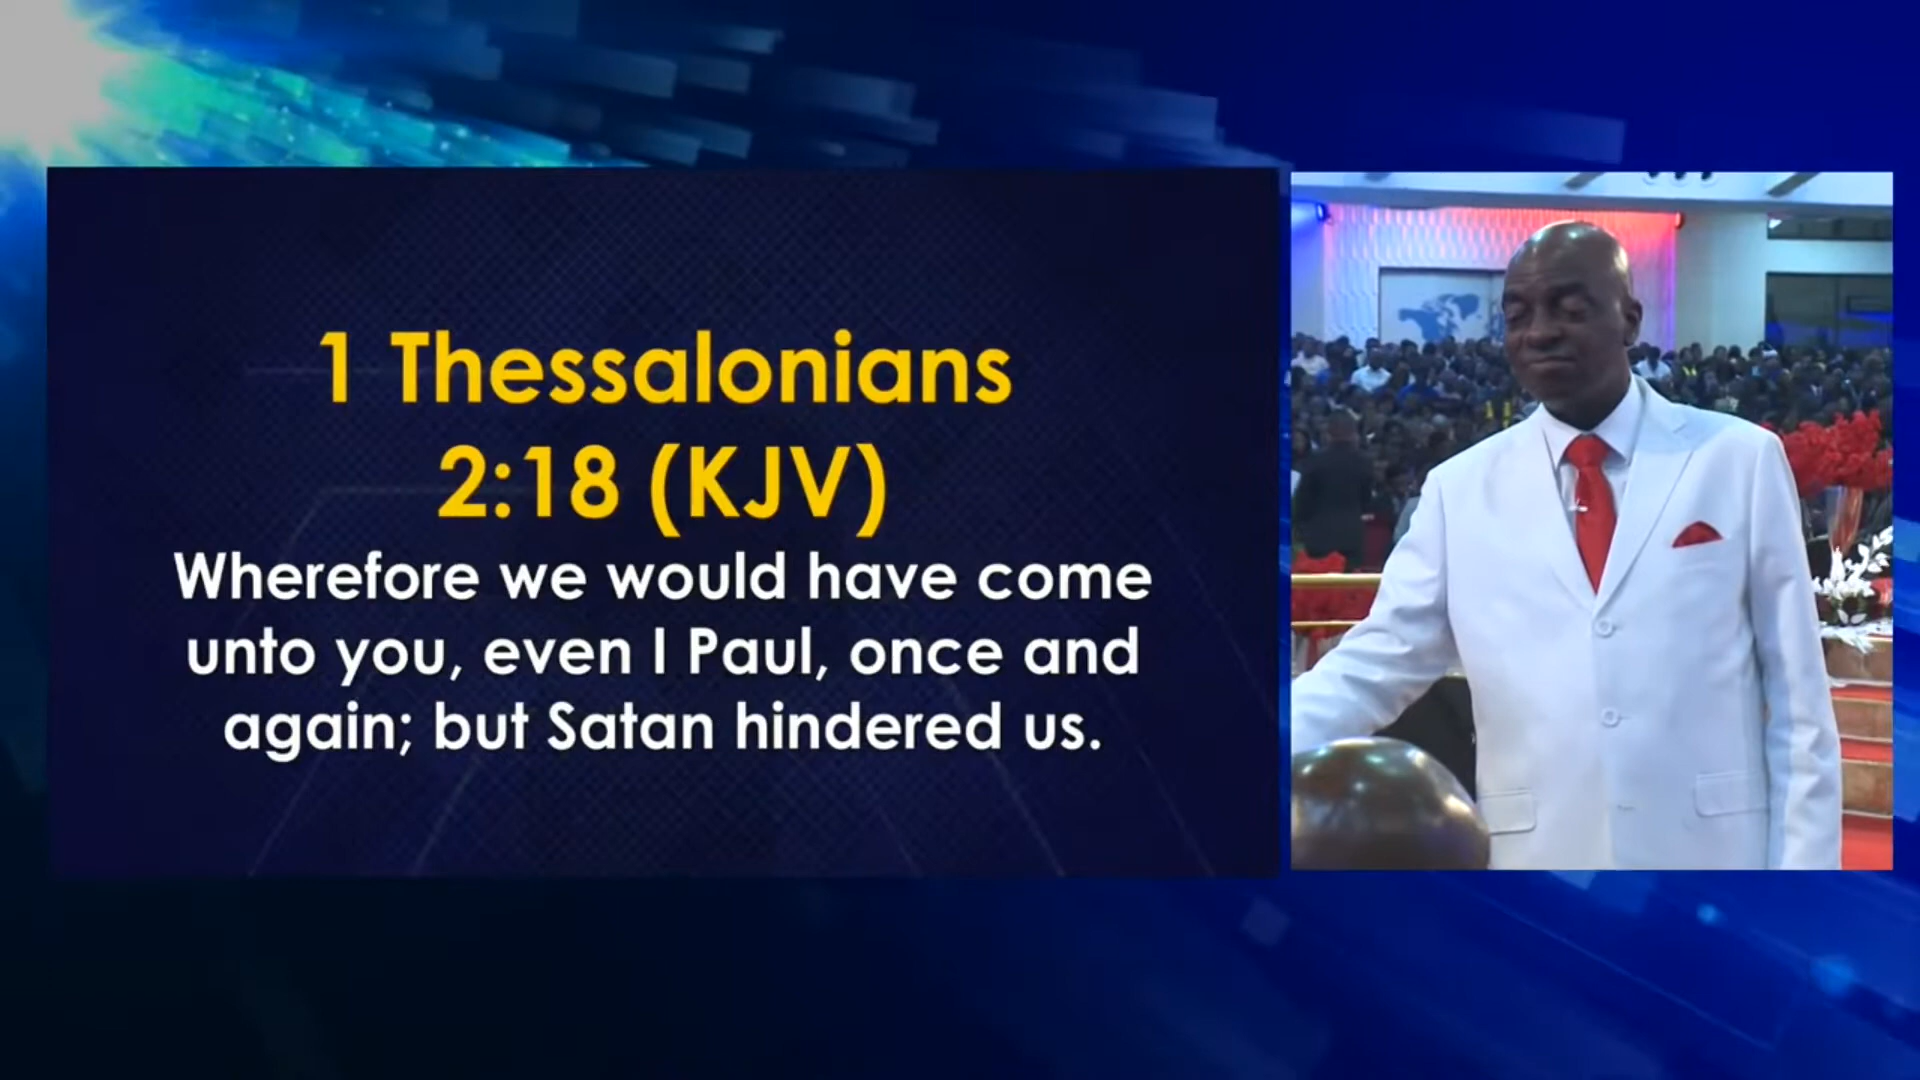 1 Thessalonians
2:18 (KJV)
Wherefore we would have come
unto you, even I Paul, once and
again; but Satan hindered us.